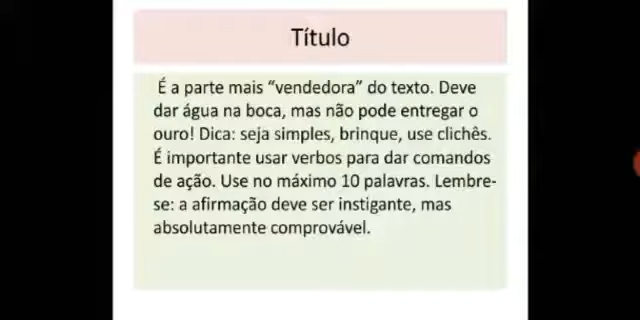 Título
É a parte mais “vendedora” do texto. Deve
dar água na boca, mas não pode entregar o
ouro! Dica: seja simples, brinque, use clichês.
É importante usar verbos para dar comandos
de ação. Use no máximo 10 palavras. Lembre-
se: a afirmação deve ser instigante, mas
absolutamente comprovável.